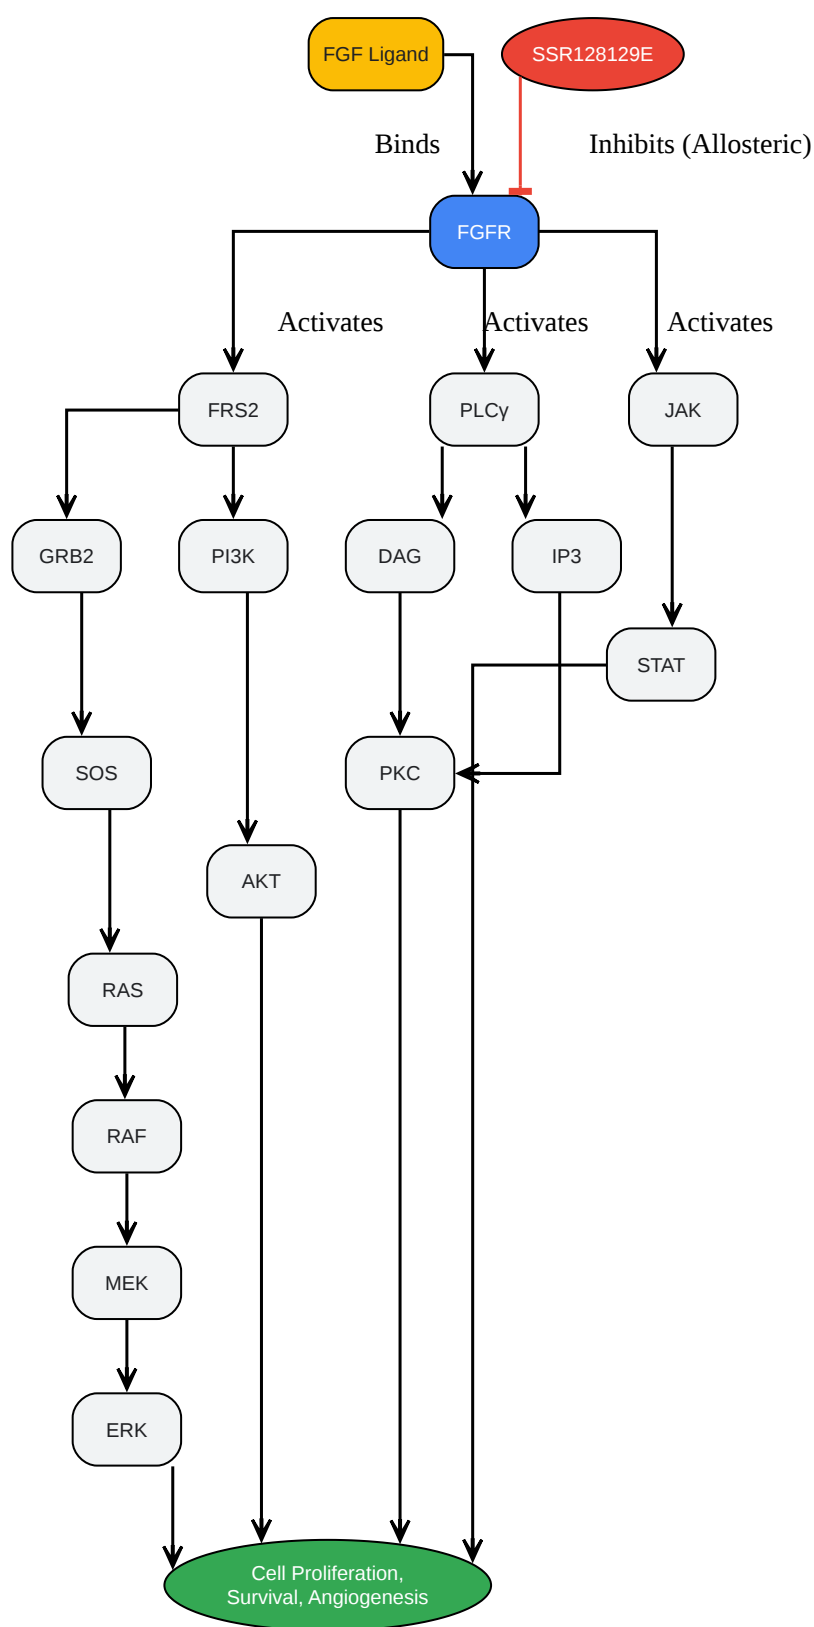 FGF Ligand
SSR128129E
Binds
Inhibits (Allosteric)
FGFR
Activates
Activates
Activates
FRS2
PLCγ
JAK
GRB2
PI3K
DAG
IP3
STAT
SOS
PKC
AKT
RAS
RAF
MEK
ERK
Cell Proliferation,
Survival, Angiogenesis